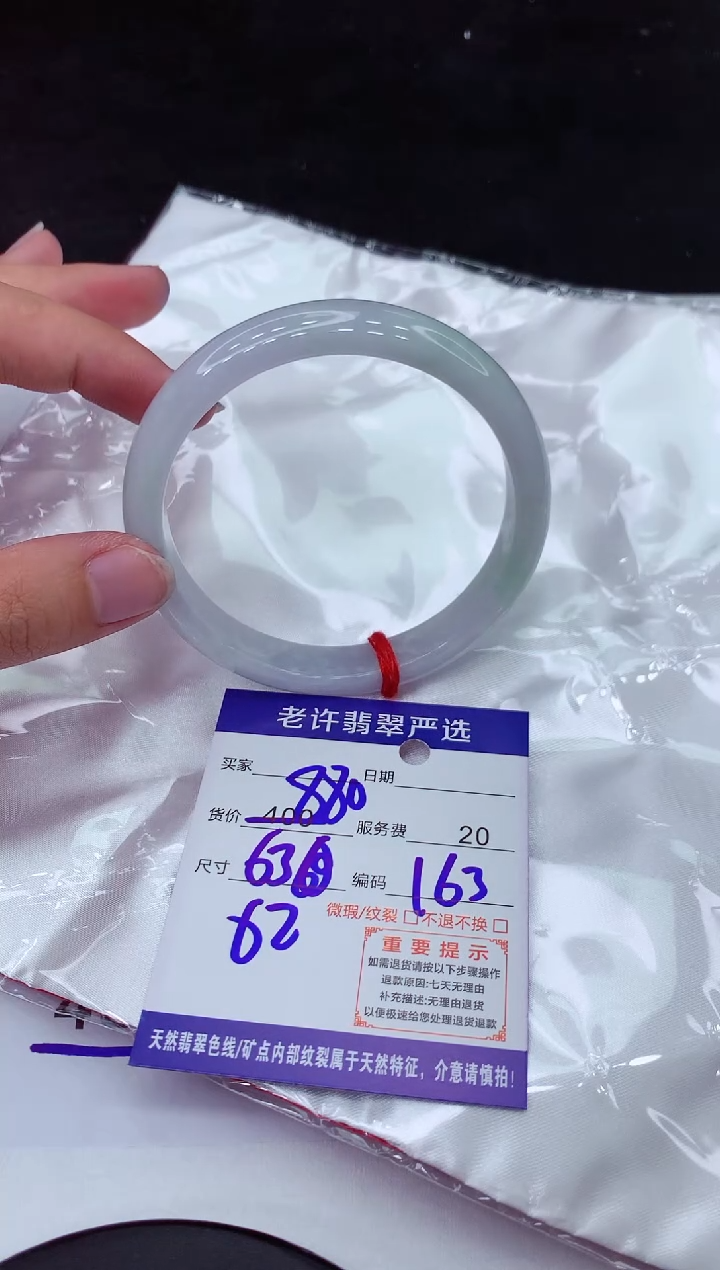 老许翡翠严选
买家 日期
货价 400 880 服务费 20
尺寸 63 编码 163
62
微瑕/纹裂 □ 不退不换 □
重要提示
如需退货请按以下步骤操作
退款原因:七天无理由
补充描述:无理由退货
以便极速给您处理退货退款
天然翡翠色线/矿点内部纹裂属于天然特征，介意请慎拍!